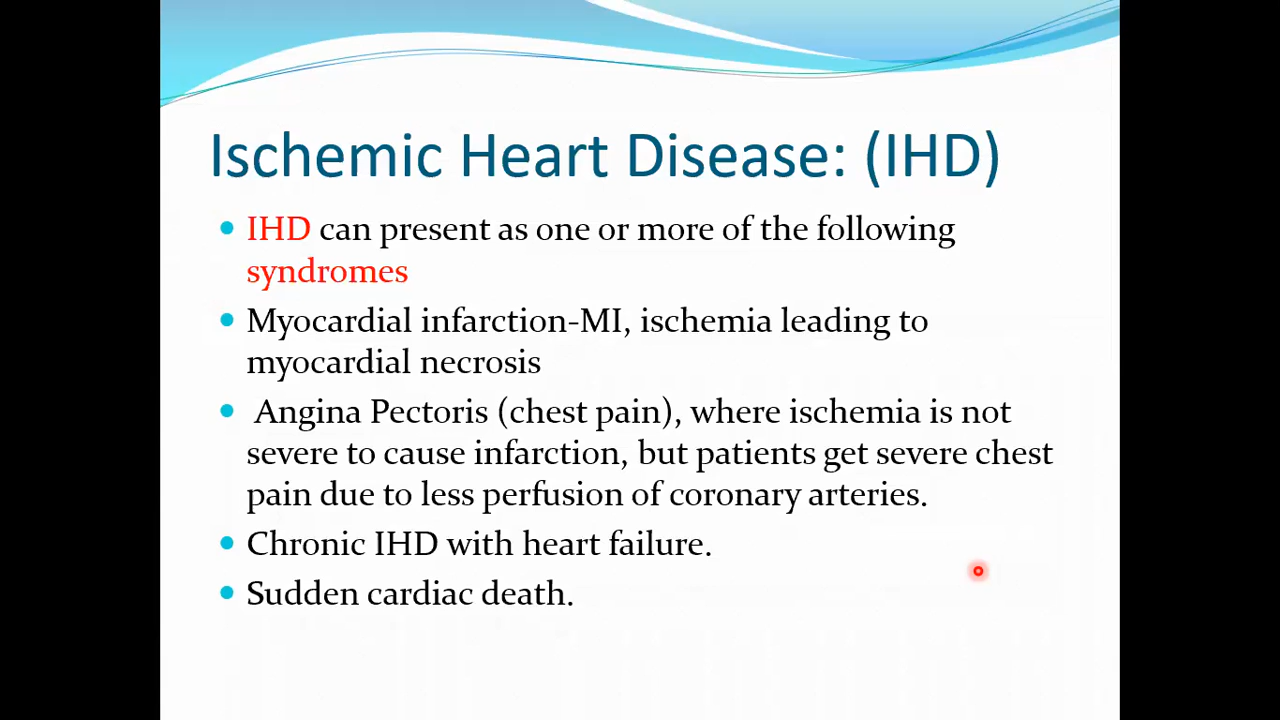 Ischemic Heart Disease: (IHD)
IHD can present as one or more of the following
syndromes
Myocardial infarction-MI, ischemia leading to
myocardial necrosis
Angina Pectoris (chest pain), where ischemia is not
severe to cause infarction, but patients get severe chest
pain due to less perfusion of coronary arteries.
Chronic IHD with heart failure.
Sudden cardiac death.